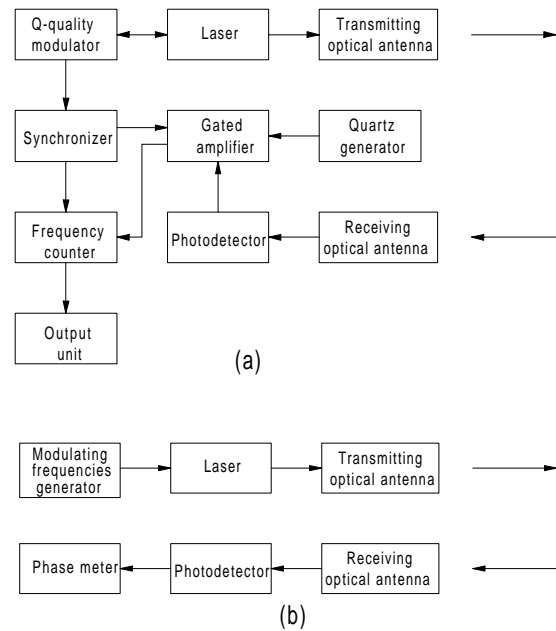 Q-quality
modulator
Laser
Transmitting
optical antenna
Synchronizer
Gated
amplifier
Quartz
generator
Frequency
counter
Photodetector
Receiving
optical antenna
Output
unit
(a)
Modulating
frequencies
generator
Laser
Transmitting
optical antenna
Phase meter
Photodetector
Receiving
optical antenna
(b)